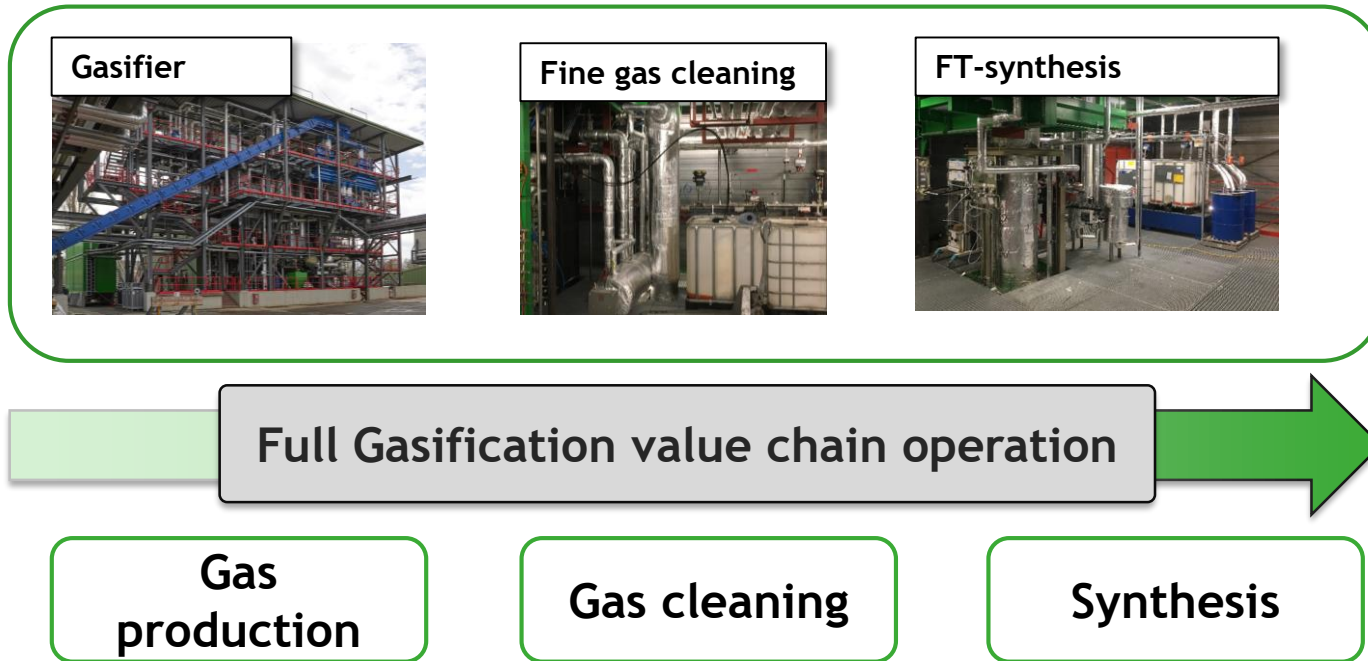 Gasifier
Fine gas cleaning
FT-synthesis
Full Gasification value chain operation
Gas
production
Gas cleaning
Synthesis